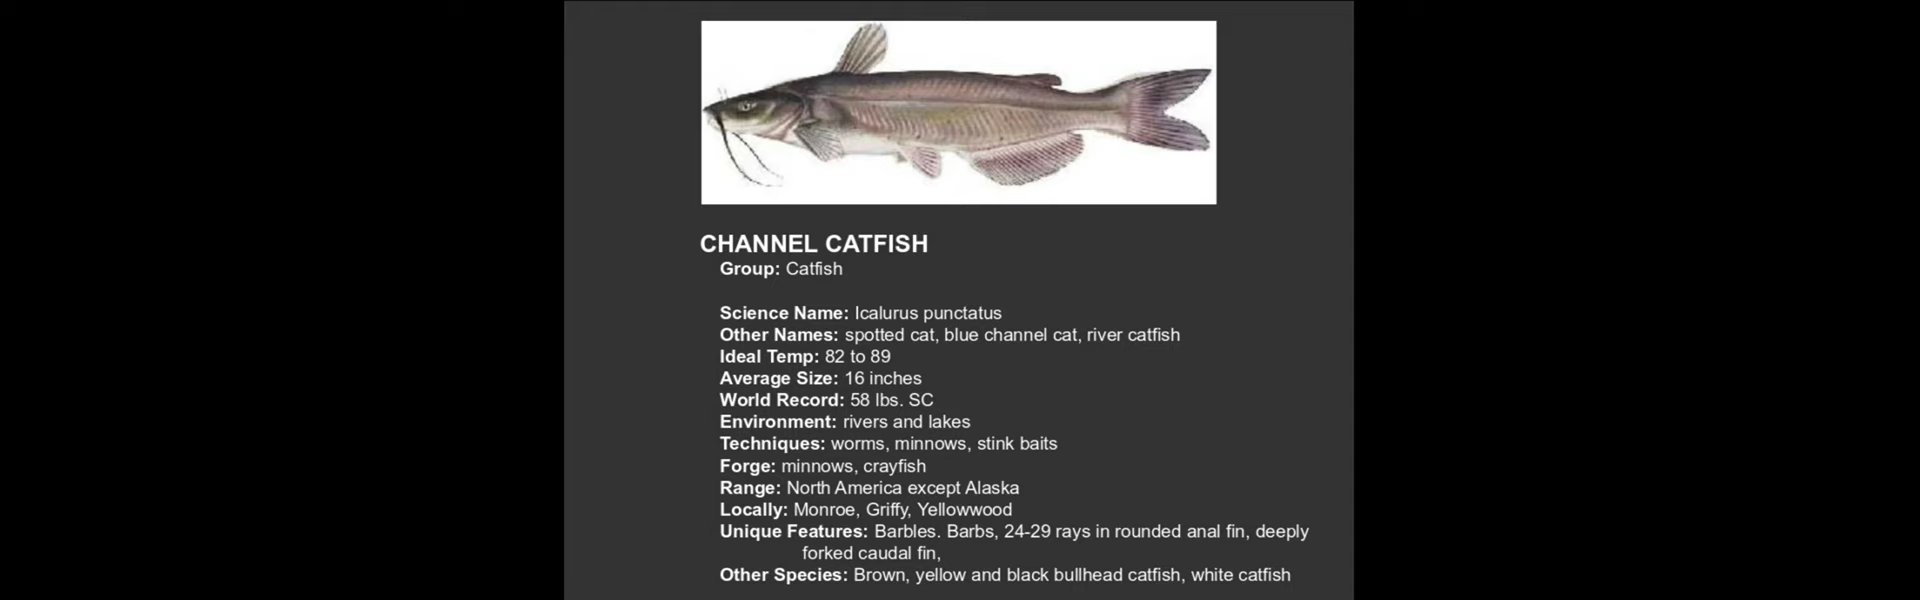 CHANNEL CATFISH
Group: Catfish
Science Name: Icalurus punctatus
Other Names: spotted cat, blue channel cat, river catfish
Ideal Temp: 82 to 89
Average Size: 16 inches
World Record: 58 lbs. SC
Environment: rivers and lakes
Techniques: worms, minnows, stink baits
Forge: minnows, crayfish
Range: North America except Alaska
Locally: Monroe, Griffy, Yellowwood
Unique Features: Barbles. Barbs, 24-29 rays in rounded anal fin, deeply
forked caudal fin,
Other Species: Brown, yellow and black bullhead catfish, white catfish